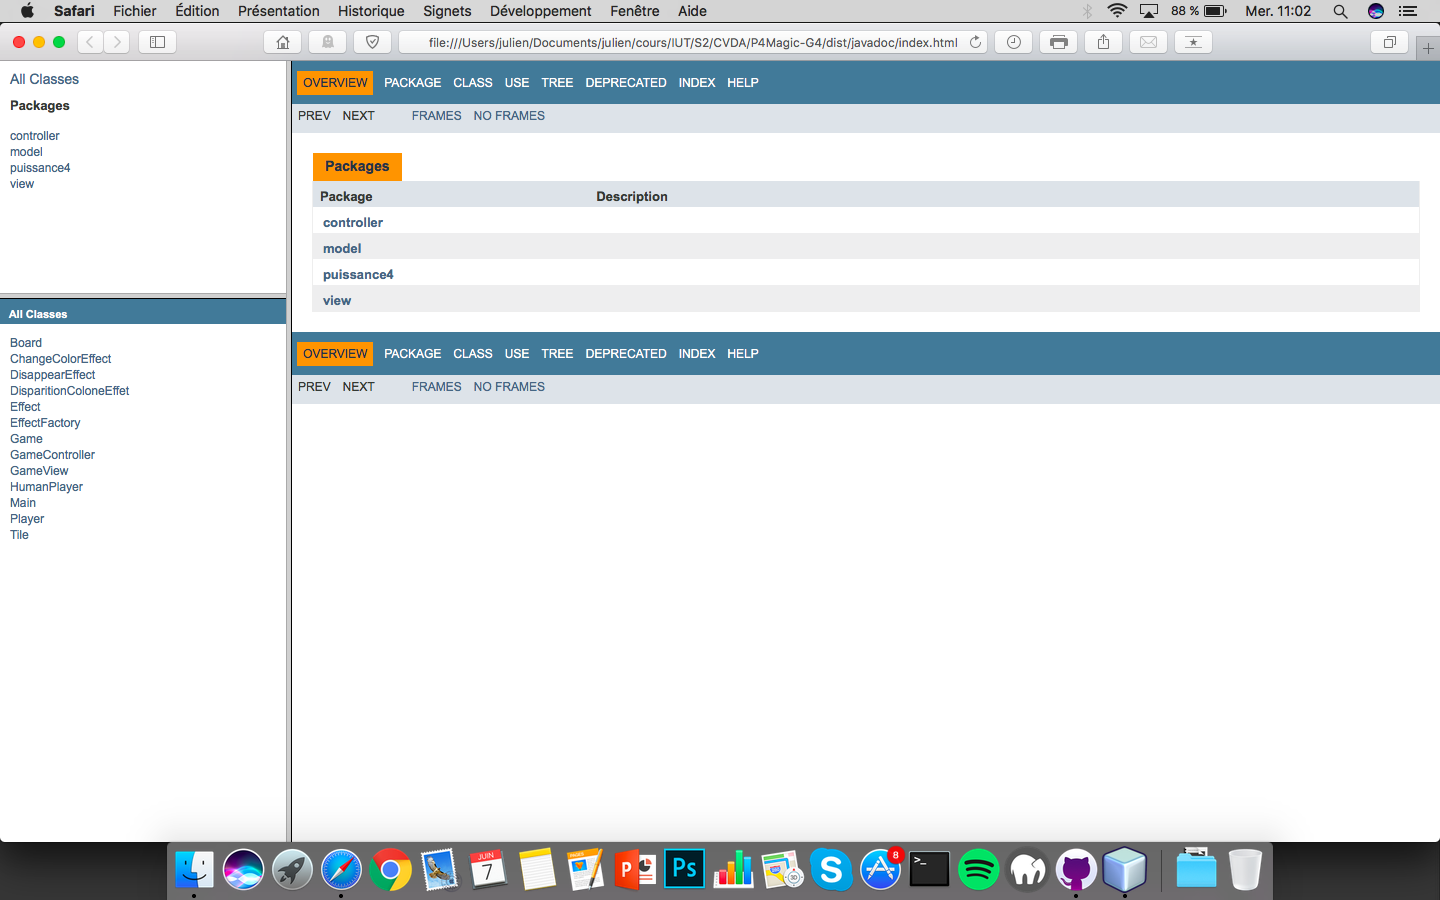 Safari Fichier Édition Présentation Historique Signets Développement Fenêtre Aide 88 % Mer. 11:02
file:///Users/julien/Documents/julien/cours/IUT/S2/CVDA/P4Magic-G4/dist/javadoc/index.html
All Classes
Packages
controller
model
puissance4
view
All Classes
Board
ChangeColorEffect
DisappearEffect
DisparitionColoneEffet
Effect
EffectFactory
Game
GameController
GameView
HumanPlayer
Main
Player
Tile
OVERVIEW PACKAGE CLASS USE TREE DEPRECATED INDEX HELP
PREV NEXT FRAMES NO FRAMES
Packages
Package Description
controller
model
puissance4
view
OVERVIEW PACKAGE CLASS USE TREE DEPRECATED INDEX HELP
PREV NEXT FRAMES NO FRAMES
JUIN
7
P
Ps
3D
S
8
>_